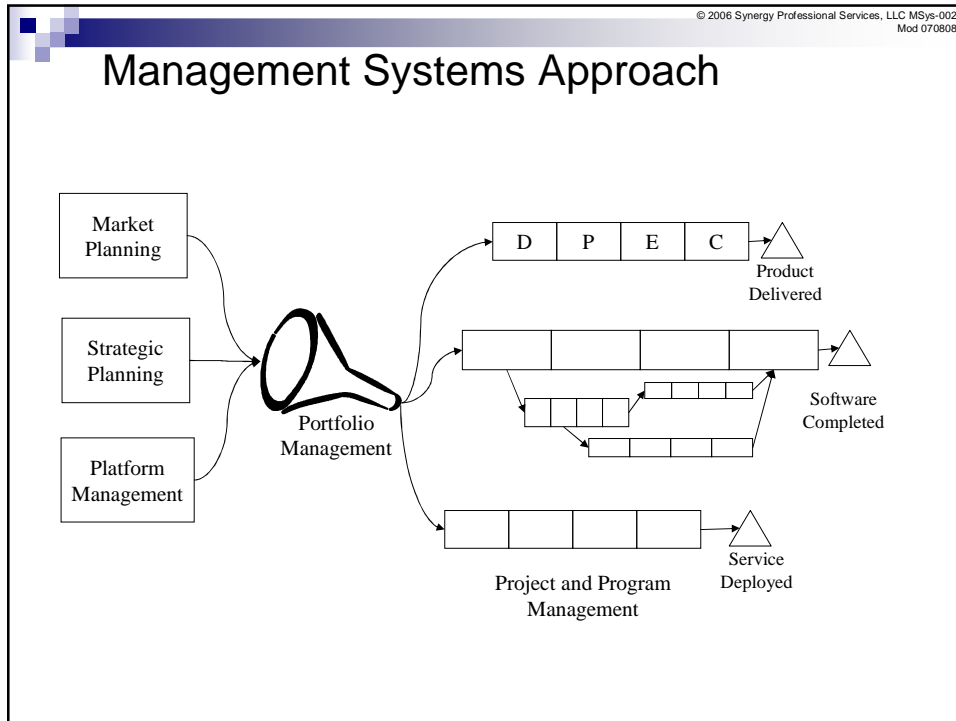 © 2006 Synergy Professional Services, LLC MSys-002
Mod 070808
Management Systems Approach
Market
Planning
Strategic
Planning
Platform
Management
Portfolio
Management
D P E C
Product
Delivered
Software
Completed
Service
Deployed
Project and Program
Management